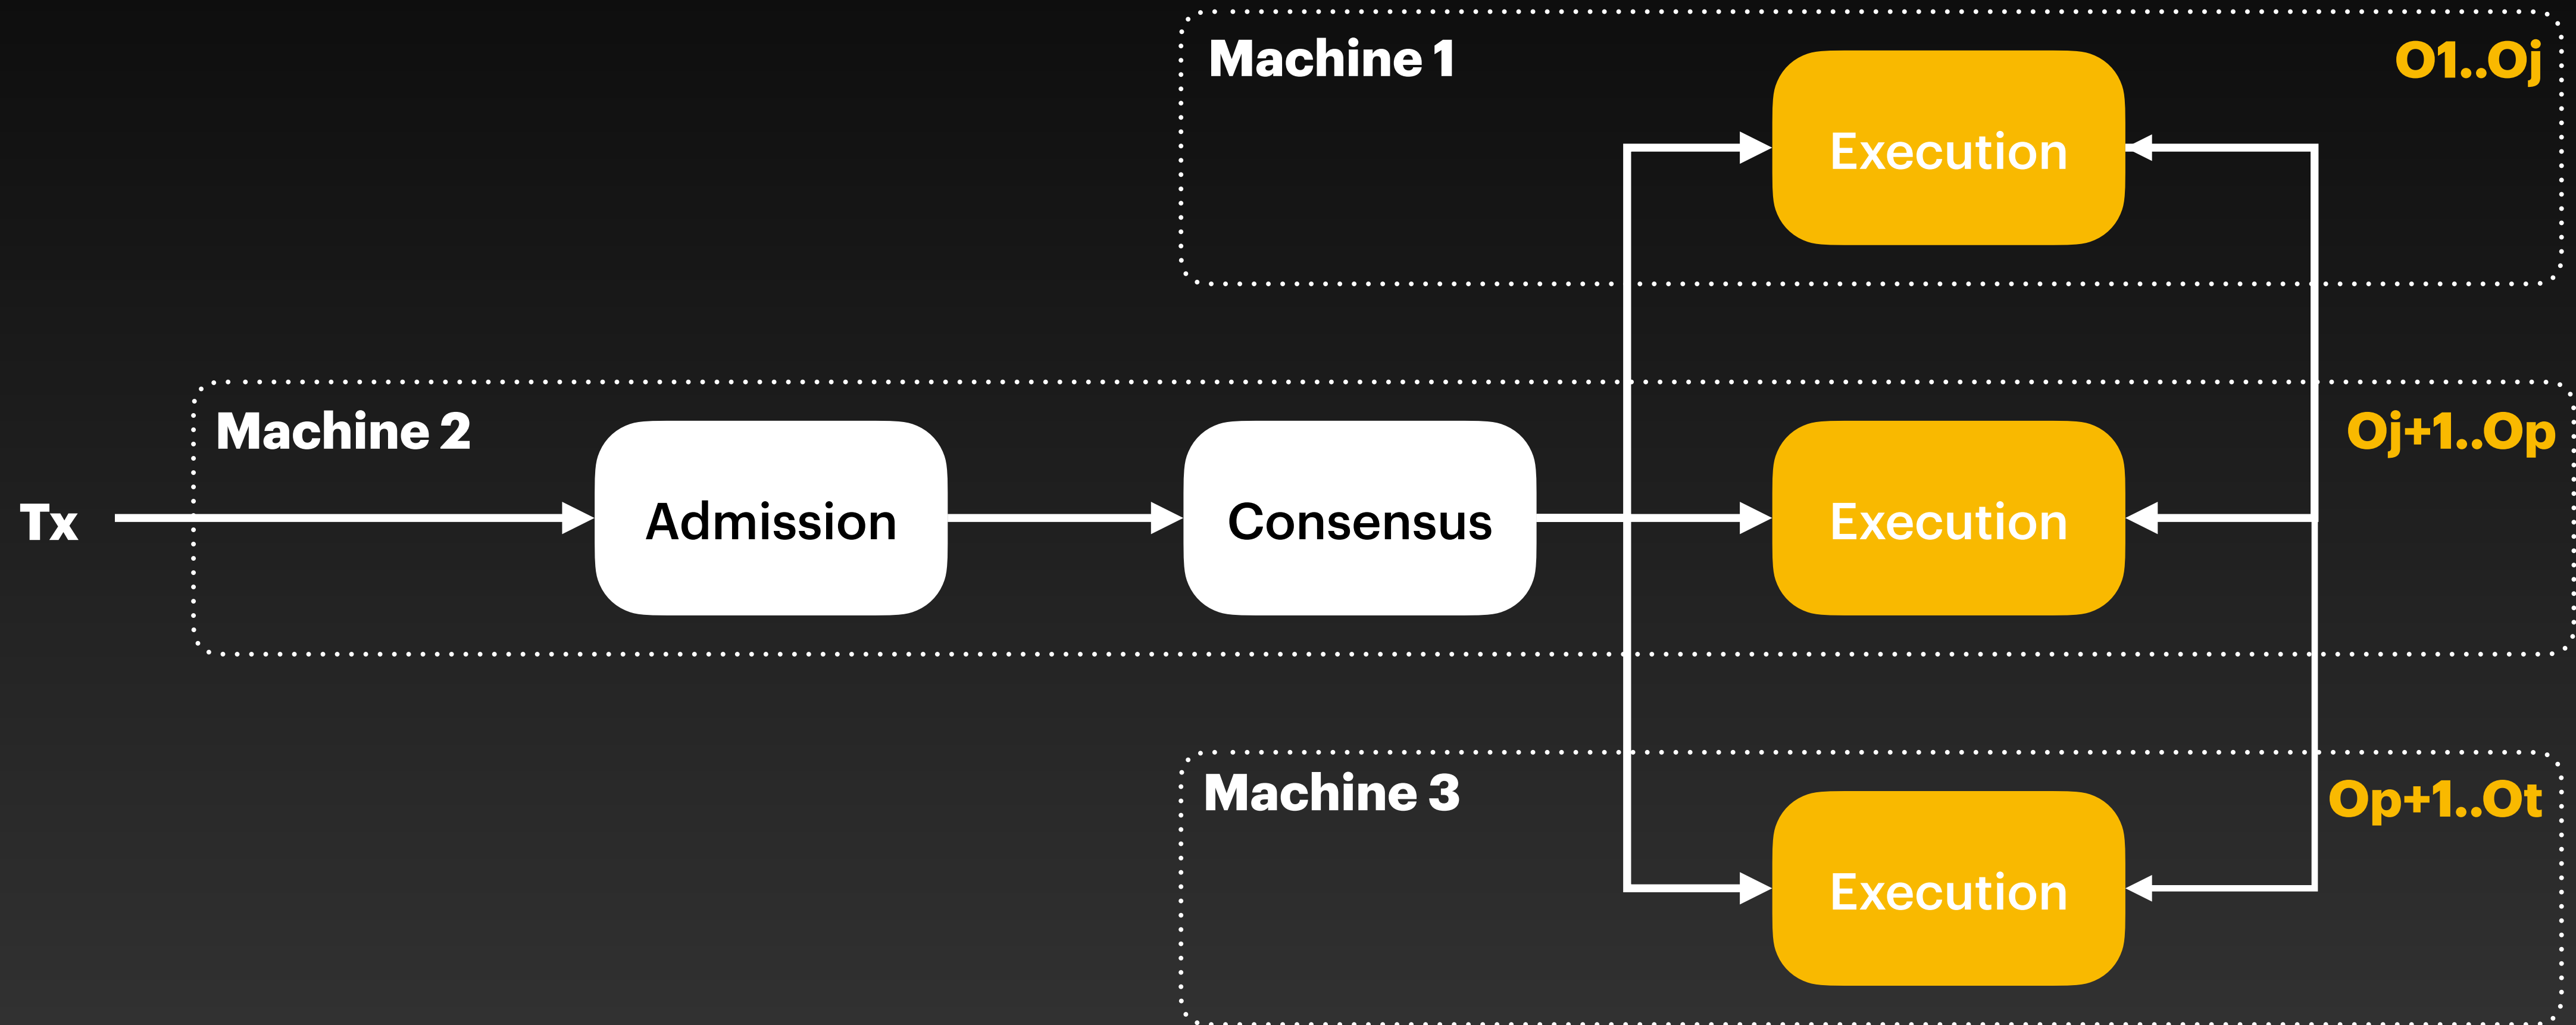 Machine 1
O1..Oj
Execution
Machine 2
Oj+1..Op
Tx
Admission
Consensus
Execution
Machine 3
Op+1..Ot
Execution